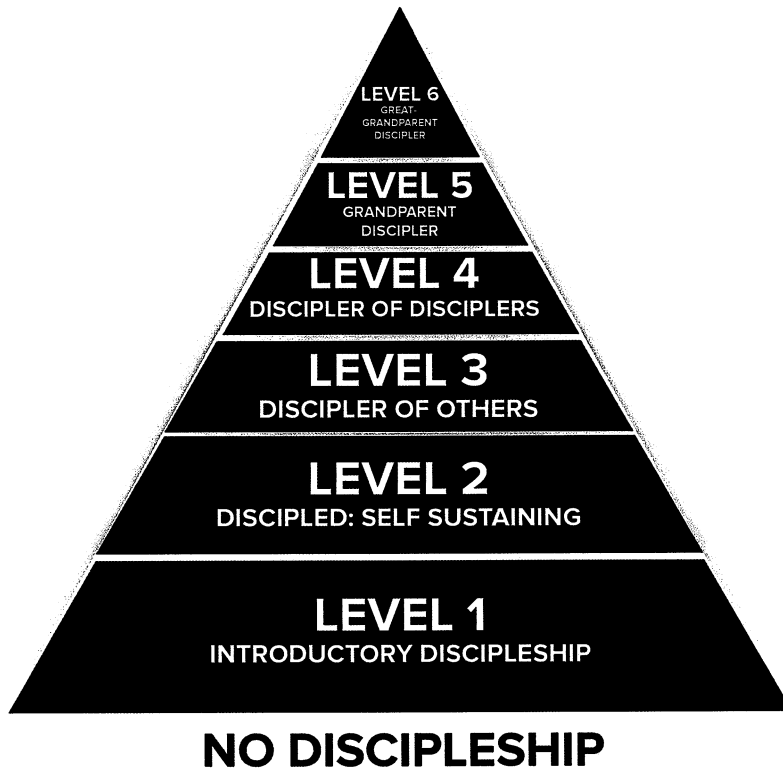 LEVEL 6
GREAT-
GRANDPARENT
DISCIPLER
LEVEL 5
GRANDPARENT
DISCIPLER
LEVEL 4
DISCIPLER OF DISCIPLERS
LEVEL 3
DISCIPLER OF OTHERS
LEVEL 2
DISCIPLED: SELF SUSTAINING
LEVEL 1
INTRODUCTORY DISCIPLESHIP
NO DISCIPLESHIP